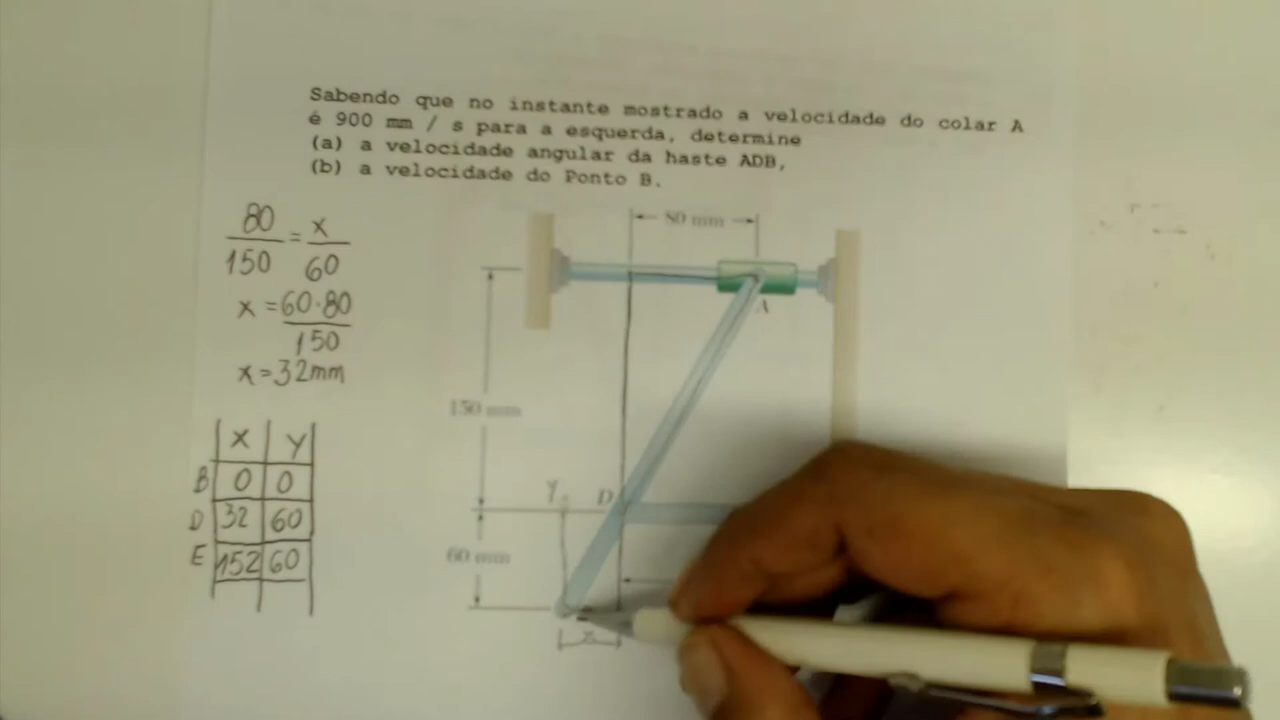 Sabendo que no instante mostrado a velocidade do colar A
é 900 mm / s para a esquerda, determine
(a) a velocidade angular da haste ADB,
(b) a velocidade do Ponto B.
80 mm
80/150 = x/60
x = 60·80/150
x = 32mm
A
150 mm
Y
D
60 mm
x
X Y
B 0 0
D 32 60
E 152 60